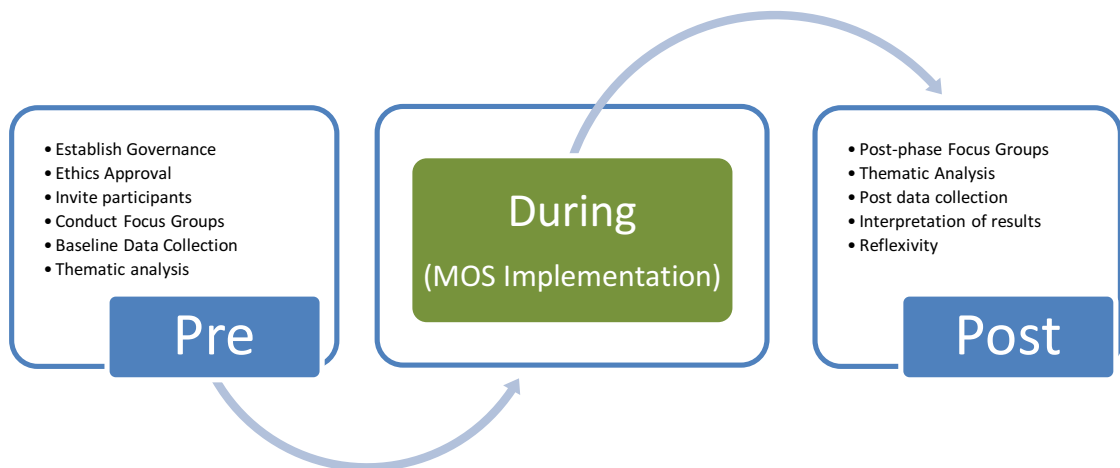 • Establish Governance
• Ethics Approval
• Invite participants
• Conduct Focus Groups
• Baseline Data Collection
• Thematic analysis
Pre
During
(MOS Implementation)
• Post-phase Focus Groups
• Thematic Analysis
• Post data collection
• Interpretation of results
• Reflexivity
Post